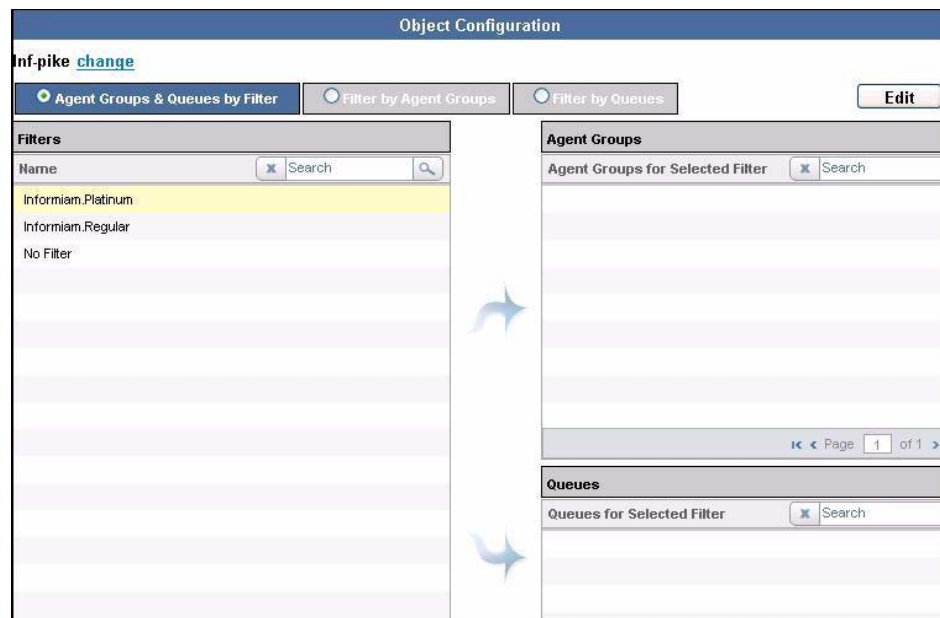 Object Configuration
Inf-pike change
Agent Groups & Queues by Filter Filter by Agent Groups Filter by Queues Edit
Filters
Name x Search
Informiam.Platinum
Informiam.Regular
No Filter
Agent Groups
Agent Groups for Selected Filter x Search
Page 1 of 1
Queues
Queues for Selected Filter x Search